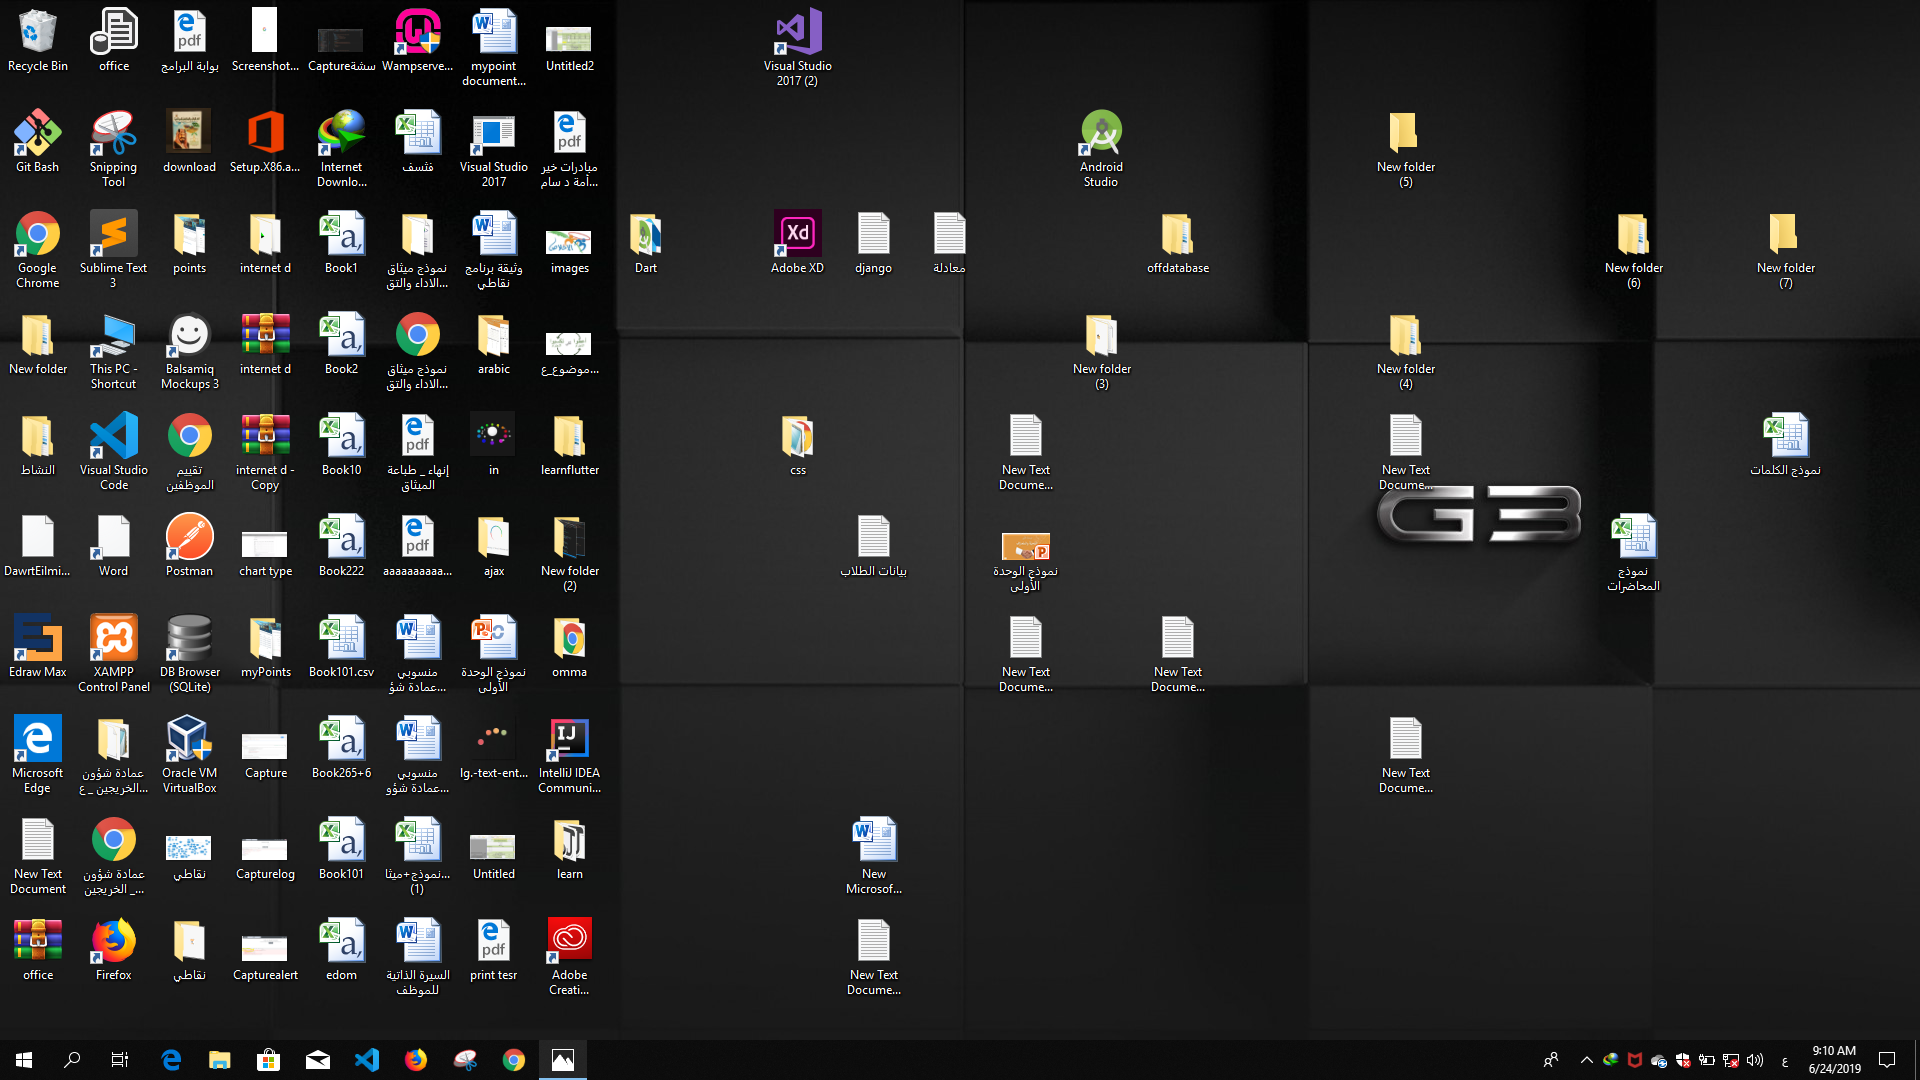 Recycle Bin
office
بوابة البرامج
Screenshot...
Captureسشة
Wampserve...
mypoint
document...
Untitled2
Visual Studio
2017 (2)
Git Bash
Snipping
Tool
download
Setup.X86.a...
Internet
Downlo...
فئسف
Visual Studio
2017
مبادرات خير
أمة د سام...
Android
Studio
New folder
(5)
Google
Chrome
Sublime Text
3
points
internet d
Book1
نموذج ميثاق
الاداء والتق...
وثيقة برنامج
نقاطي
images
Dart
Adobe XD
django
معادلة
offdatabase
New folder
(6)
New folder
(7)
New folder
This PC -
Shortcut
Balsamiq
Mockups 3
internet d
Book2
نموذج ميثاق
الاداء والتق...
arabic
موضوع_ع...
New folder
(3)
New folder
(4)
النشاط
Visual Studio
Code
تقييم
الموظفين
internet d -
Copy
Book10
إنهاء _ طباعة
الميثاق
in
learnflutter
css
New Text
Docume...
New Text
Docume...
نموذج الكلمات
G3
DawrtEilmi...
Word
Postman
chart type
Book222
aaaaaaaaaa...
ajax
New folder
(2)
بيانات الطلاب
نموذج الوحدة
الأولى
نموذج
المحاضرات
Edraw Max
XAMPP
Control Panel
DB Browser
(SQLite)
myPoints
Book101.csv
منسوبي
عمادة شؤ...
نموذج الوحدة
الأولى
omma
New Text
Docume...
New Text
Docume...
Microsoft
Edge
عمادة شؤون
الخريجين _ ع...
Oracle VM
VirtualBox
Capture
Book265+6
منسوبي
عمادة شؤو...
lg.-text-ent...
IntelliJ IDEA
Communi...
New Text
Docume...
New Text
Document
عمادة شؤون
الخريجين _...
نقاطي
Capturelog
Book101
نموذج+ميثا...
(1)
Untitled
learn
New
Microsof...
office
Firefox
نقاطي
Capturealert
edom
السيرة الذاتية
للموظف
print tesr
Adobe
Creati...
New Text
Docume...
ع
9:10 AM
6/24/2019